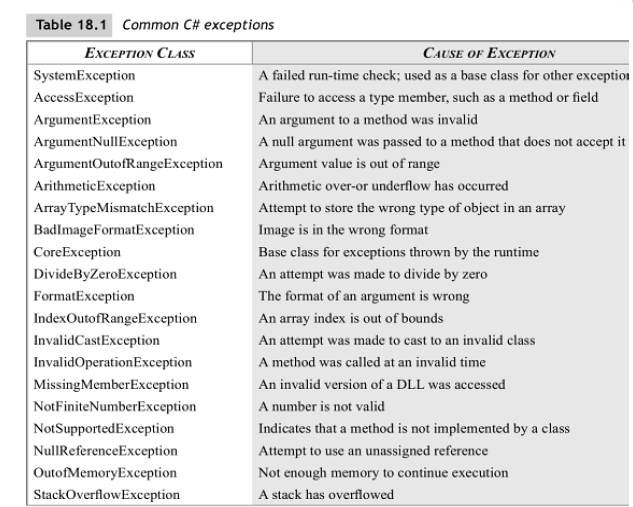 Table 18.1 Common C# exceptions
EXCEPTION CLASS CAUSE OF EXCEPTION
SystemException A failed run-time check; used as a base class for other exception
AccessException Failure to access a type member, such as a method or field
ArgumentException An argument to a method was invalid
ArgumentNullException A null argument was passed to a method that does not accept it
ArgumentOutofRangeException Argument value is out of range
ArithmeticException Arithmetic over-or underflow has occurred
ArrayTypeMismatchException Attempt to store the wrong type of object in an array
BadImageFormatException Image is in the wrong format
CoreException Base class for exceptions thrown by the runtime
DivideByZeroException An attempt was made to divide by zero
FormatException The format of an argument is wrong
IndexOutofRangeException An array index is out of bounds
InvalidCastException An attempt was made to cast to an invalid class
InvalidOperationException A method was called at an invalid time
MissingMemberException An invalid version of a DLL was accessed
NotFiniteNumberException A number is not valid
NotSupportedException Indicates that a method is not implemented by a class
NullReferenceException Attempt to use an unassigned reference
OutofMemoryException Not enough memory to continue execution
StackOverflowException A stack has overflowed